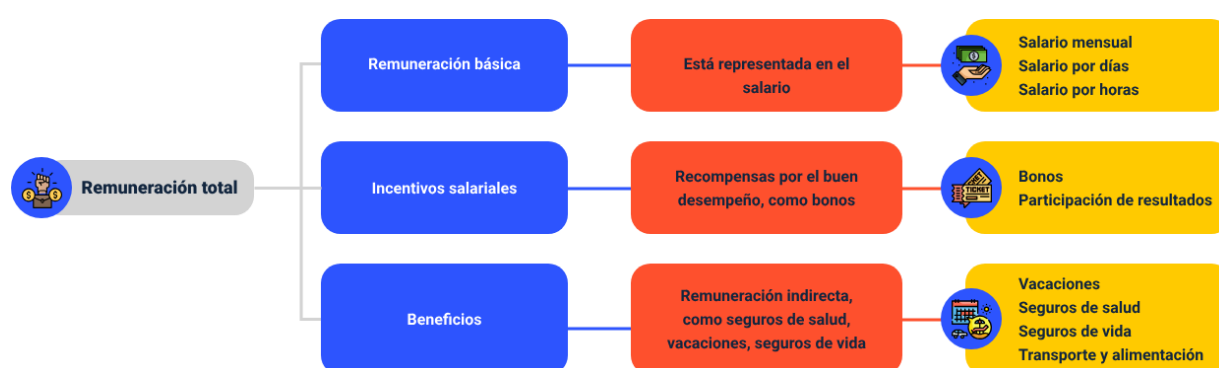 Remuneración total
Remuneración básica
Está representada en el
salario
Salario mensual
Salario por días
Salario por horas
Incentivos salariales
Recompensas por el buen
desempeño, como bonos
TICKET
Bonos
Participación de resultados
Beneficios
Remuneración indirecta,
como seguros de salud,
vacaciones, seguros de vida
Vacaciones
Seguros de salud
Seguros de vida
Transporte y alimentación